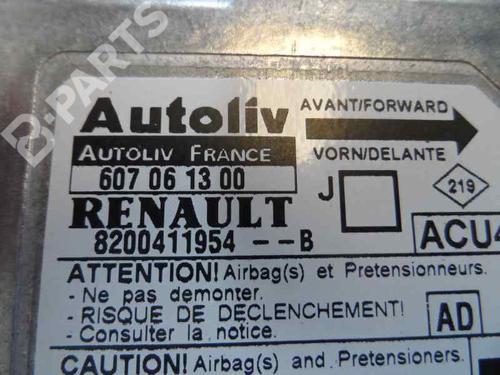 B-PARTS
Autoliv
AVANT/FORWARD
AUTOLIV FRANCE
VORN/DELANTE
607 06 13 00
J
219
RENAULT
8200411954 --B
ACU4
ATTENTION! Airbag(s) et Pretensionneurs.
- Ne pas demonter.
- RISQUE DE DECLENCHEMENT!
- Consulter la notice.
AD
CAUTION! Airbag(s) and Pretensioners.